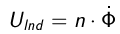 U_Ind = n · Φ̇